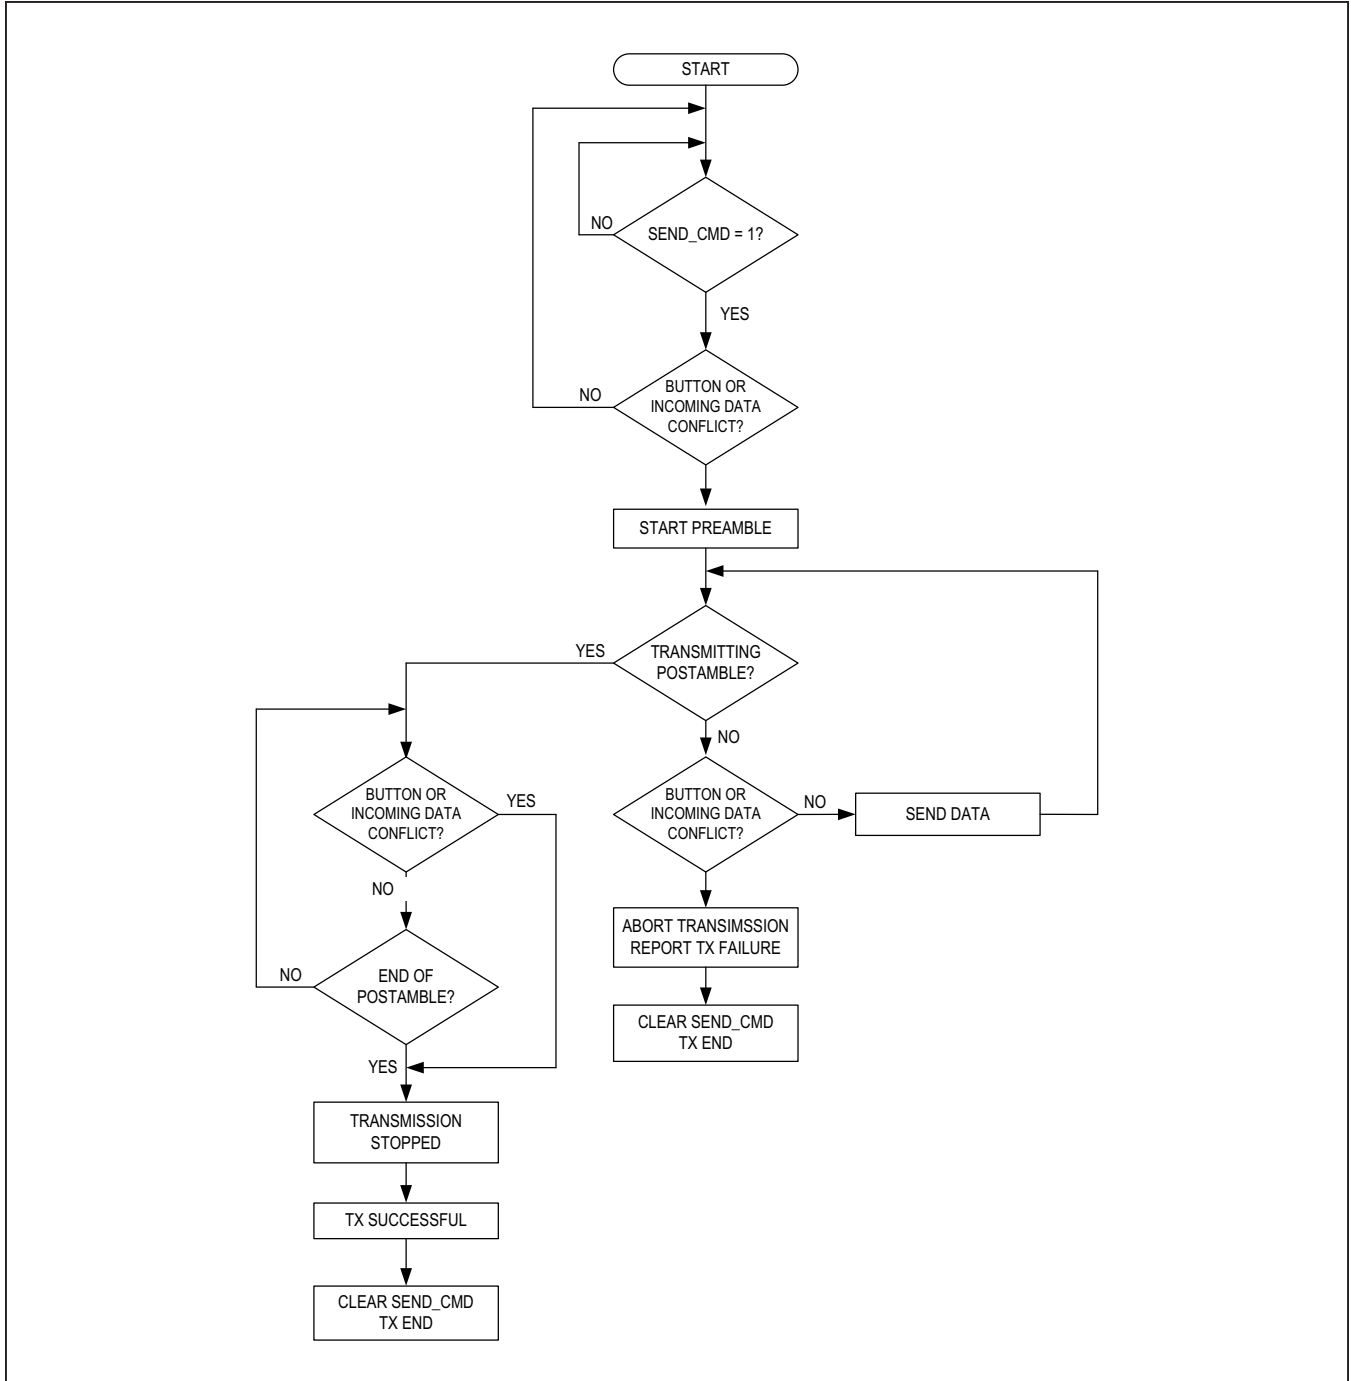 START
NO
SEND_CMD = 1?
YES
NO
BUTTON OR
INCOMING DATA
CONFLICT?
START PREAMBLE
YES
TRANSMITTING
POSTAMBLE?
NO
BUTTON OR
INCOMING DATA
CONFLICT?
YES
BUTTON OR
INCOMING DATA
CONFLICT?
NO
SEND DATA
NO
ABORT TRANSIMSSION
REPORT TX FAILURE
NO
END OF
POSTAMBLE?
CLEAR SEND_CMD
TX END
YES
TRANSMISSION
STOPPED
TX SUCCESSFUL
CLEAR SEND_CMD
TX END